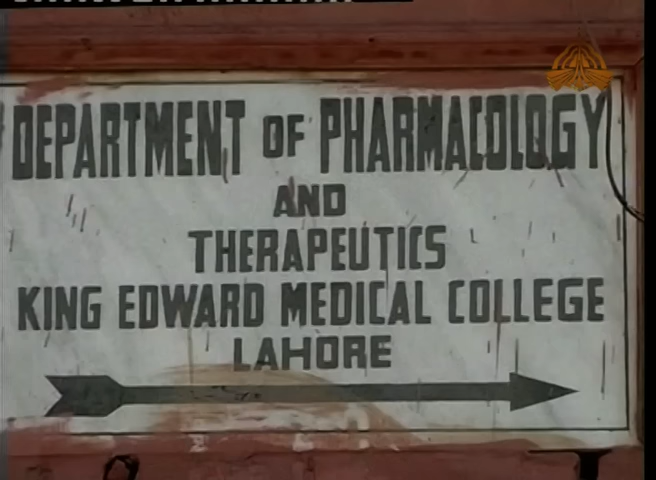 DEPARTMENT OF PHARMACOLOGY
AND
THERAPEUTICS
KING EDWARD MEDICAL COLLEGE
LAHORE